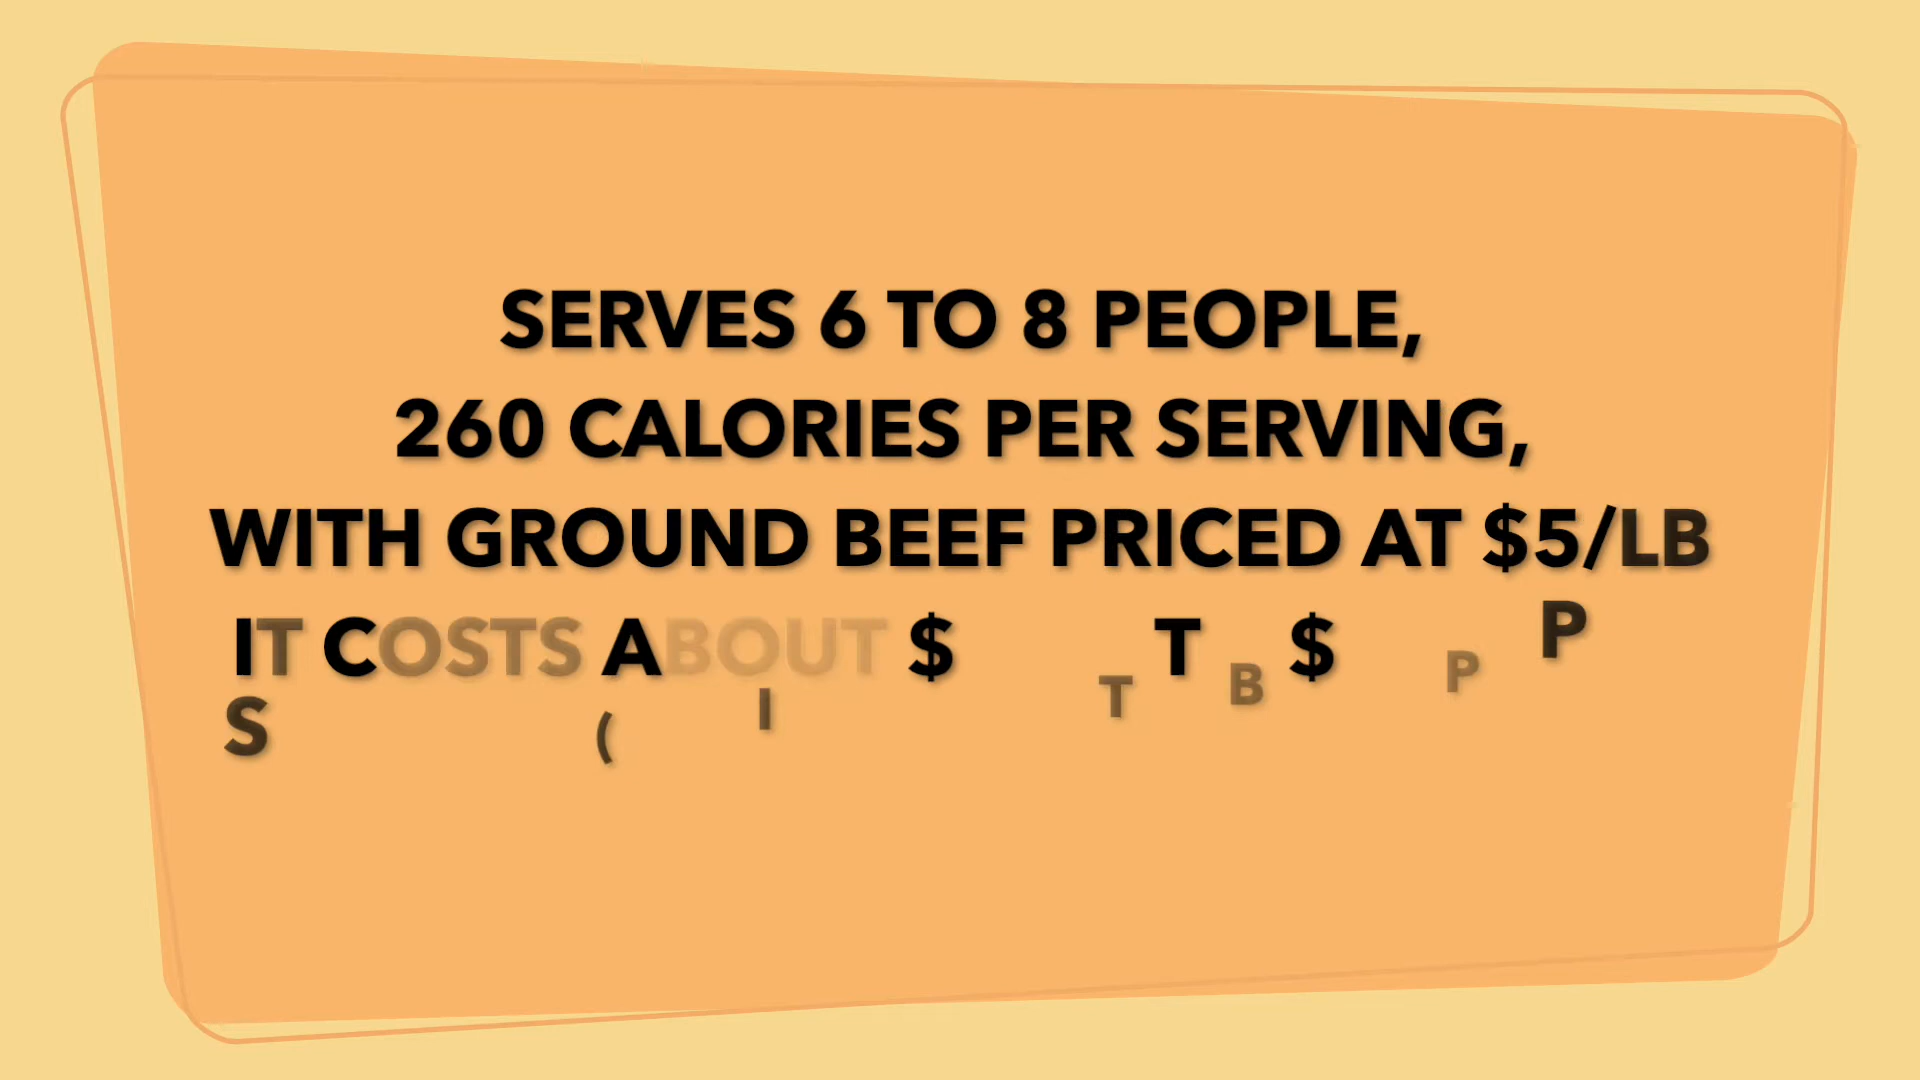 SERVES 6 TO 8 PEOPLE,
260 CALORIES PER SERVING,
WITH GROUND BEEF PRICED AT $5/LB
IT COSTS ABOUT $ T T B $ P P
S ( I